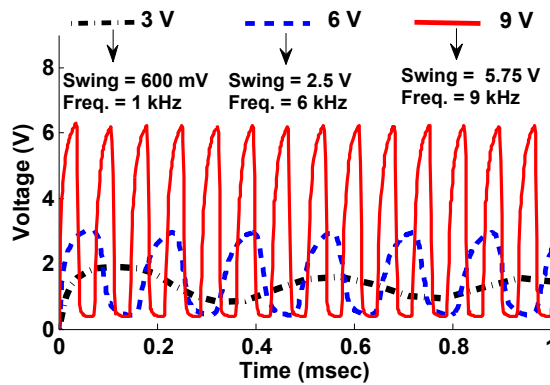 3 V 6 V 9 V
Swing = 600 mV Swing = 2.5 V Swing = 5.75 V
Freq. = 1 kHz Freq. = 6 kHz Freq. = 9 kHz
8
6
4
2
0
Voltage (V)
0 0.2 0.4 0.6 0.8 1
Time (msec)